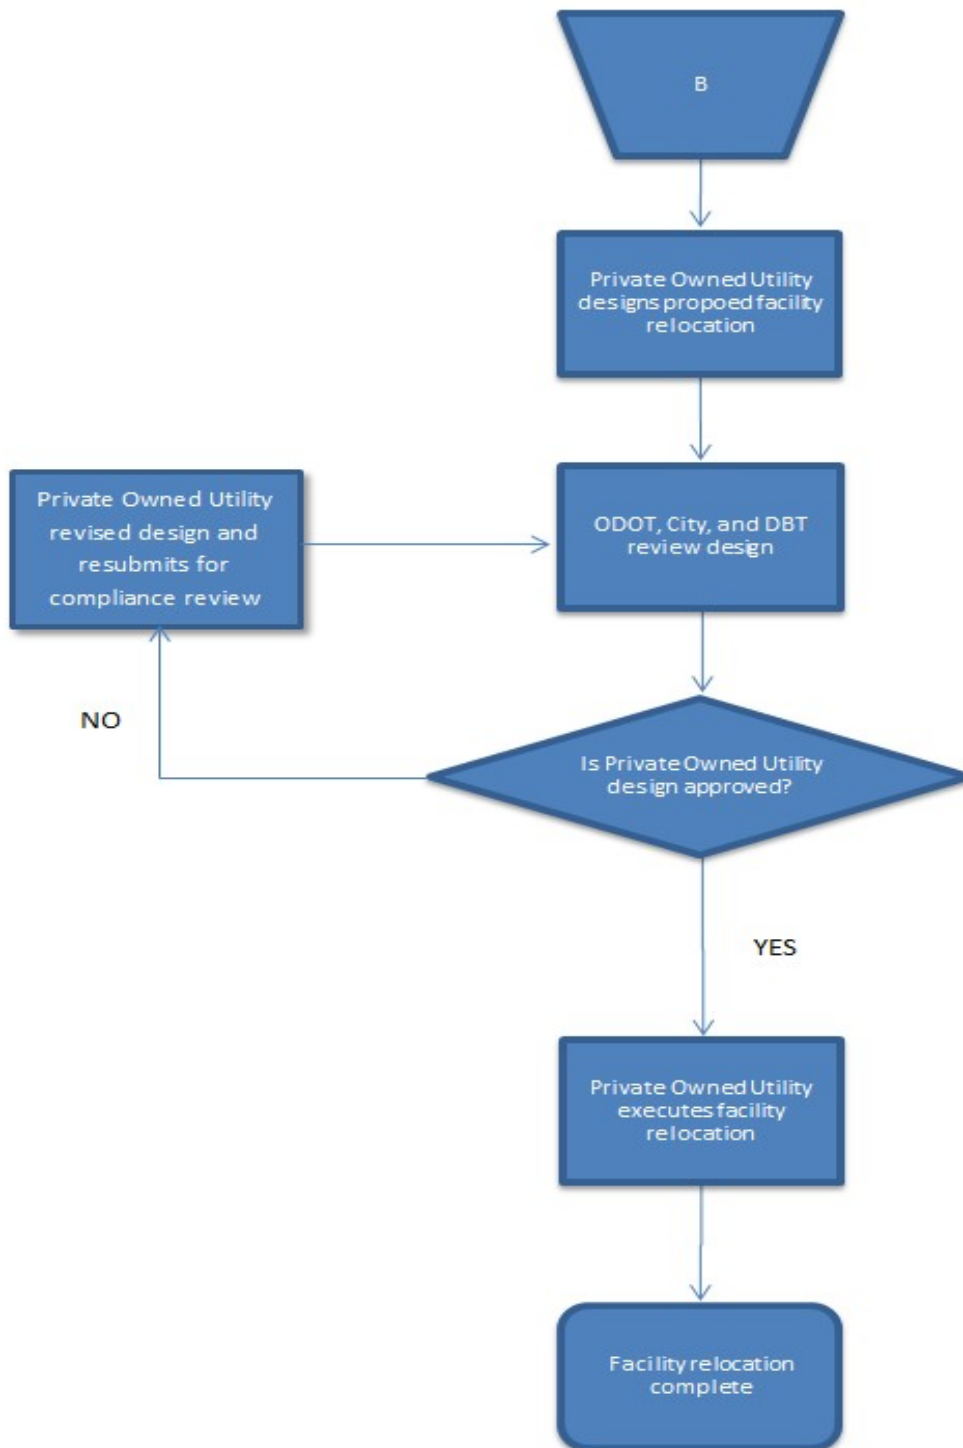 B
Private Owned Utility
designs propoed facility
relocation
Private Owned Utility
revised design and
resubmits for
compliance review
ODOT, City, and DBT
review design
NO
Is Private Owned Utility
design approved?
YES
Private Owned Utility
executes facility
relocation
Facility relocation
complete